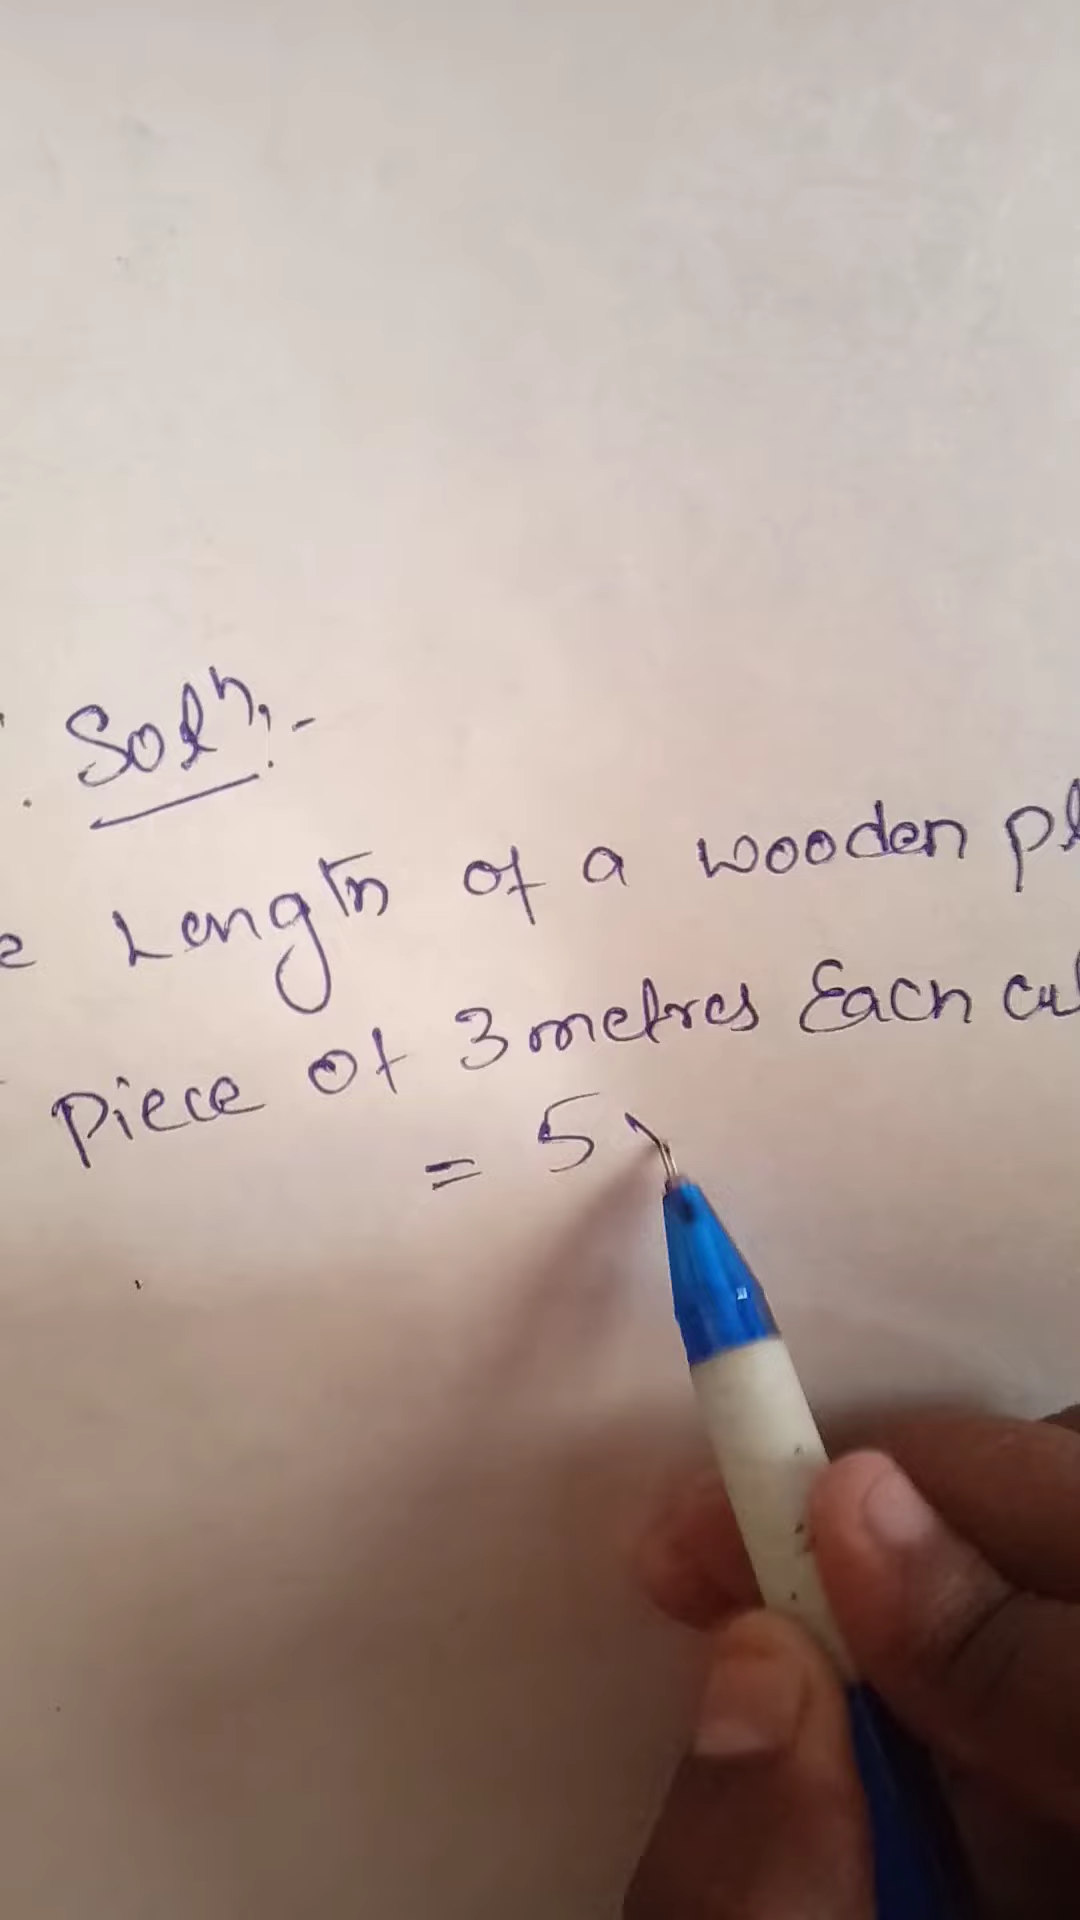 Solⁿ:-
Length of a wooden pl
piece of 3 metres Each cu
= 5